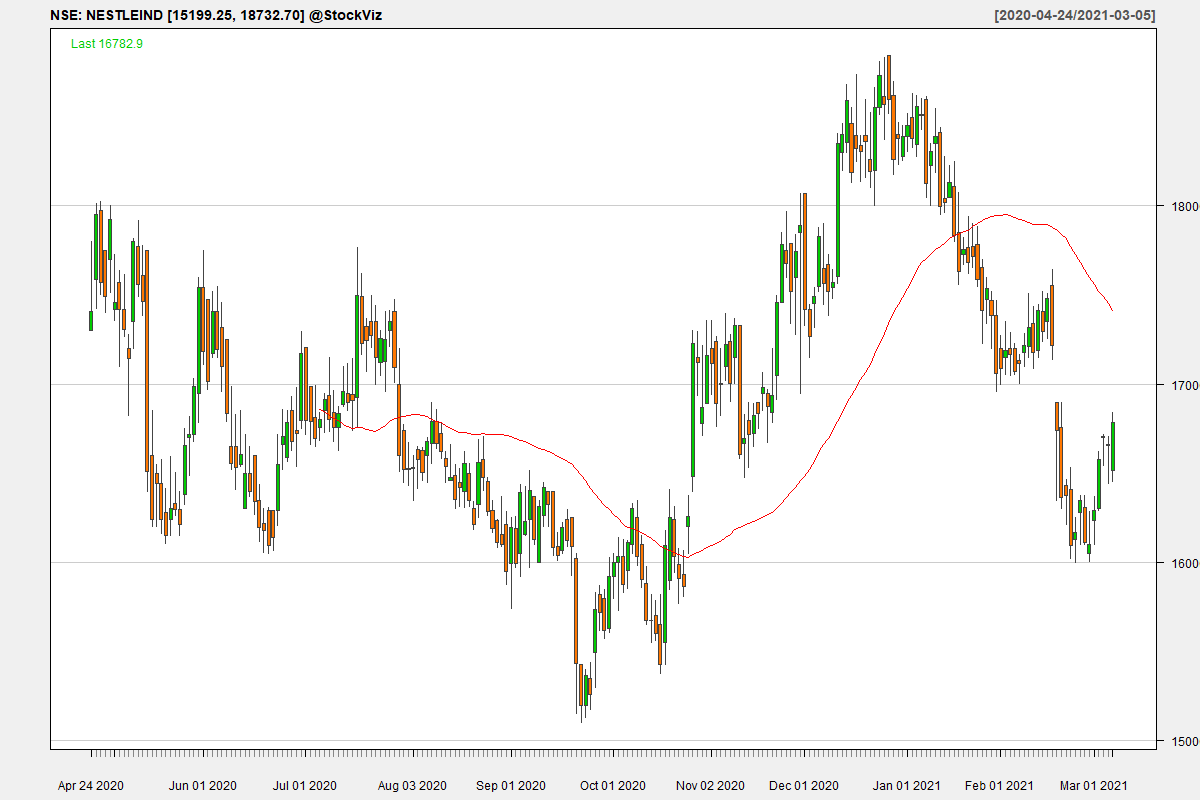 NSE: NESTLEIND [15199.25, 18732.70] @StockViz [2020-04-24/2021-03-05]
Last 16782.9
1800
1700
1600
1500
Apr 24 2020 Jun 01 2020 Jul 01 2020 Aug 03 2020 Sep 01 2020 Oct 01 2020 Nov 02 2020 Dec 01 2020 Jan 01 2021 Feb 01 2021 Mar 01 2021